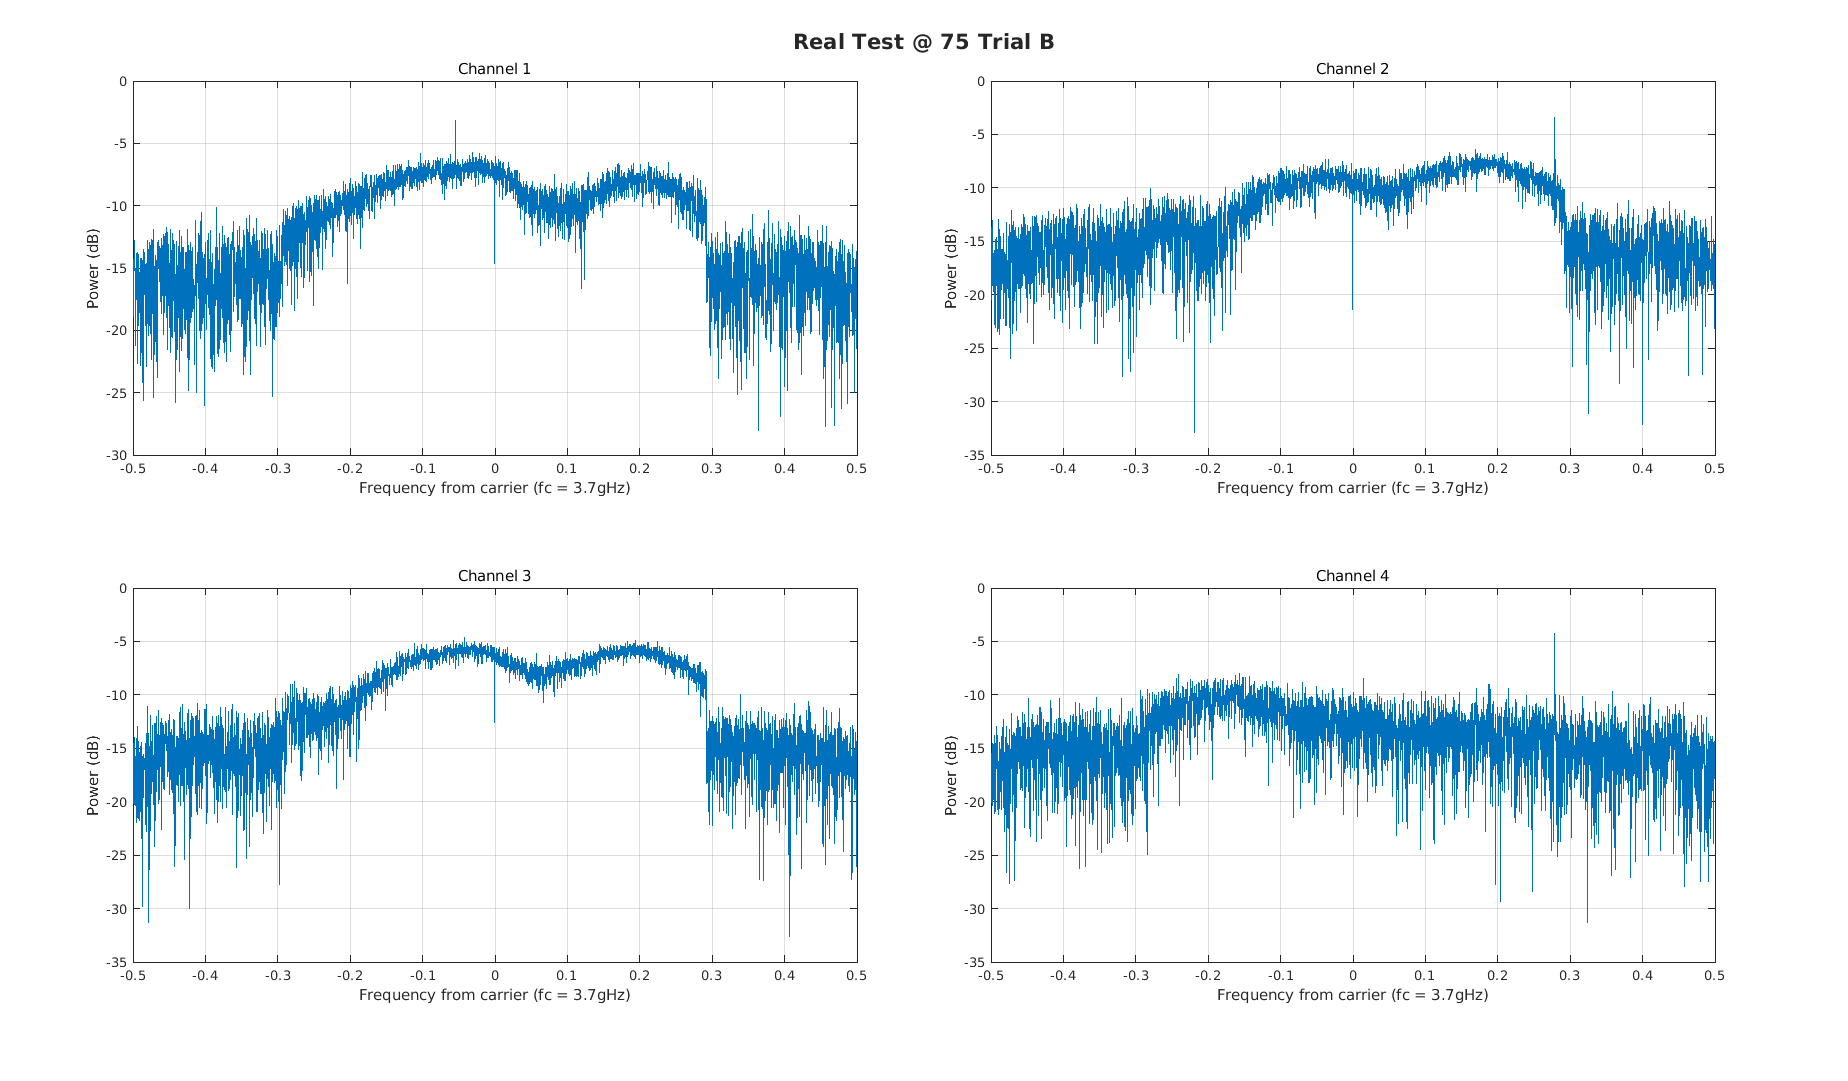 Real Test @ 75 Trial B
Channel 1
0
-5
-10
-15
-20
-25
-30
Power (dB)
-0.5 -0.4 -0.3 -0.2 -0.1 0 0.1 0.2 0.3 0.4 0.5
Frequency from carrier (fc = 3.7gHz)
Channel 2
0
-5
-10
-15
-20
-25
-30
-35
Power (dB)
-0.5 -0.4 -0.3 -0.2 -0.1 0 0.1 0.2 0.3 0.4 0.5
Frequency from carrier (fc = 3.7gHz)
Channel 3
0
-5
-10
-15
-20
-25
-30
-35
Power (dB)
-0.5 -0.4 -0.3 -0.2 -0.1 0 0.1 0.2 0.3 0.4 0.5
Frequency from carrier (fc = 3.7gHz)
Channel 4
0
-5
-10
-15
-20
-25
-30
-35
Power (dB)
-0.5 -0.4 -0.3 -0.2 -0.1 0 0.1 0.2 0.3 0.4 0.5
Frequency from carrier (fc = 3.7gHz)